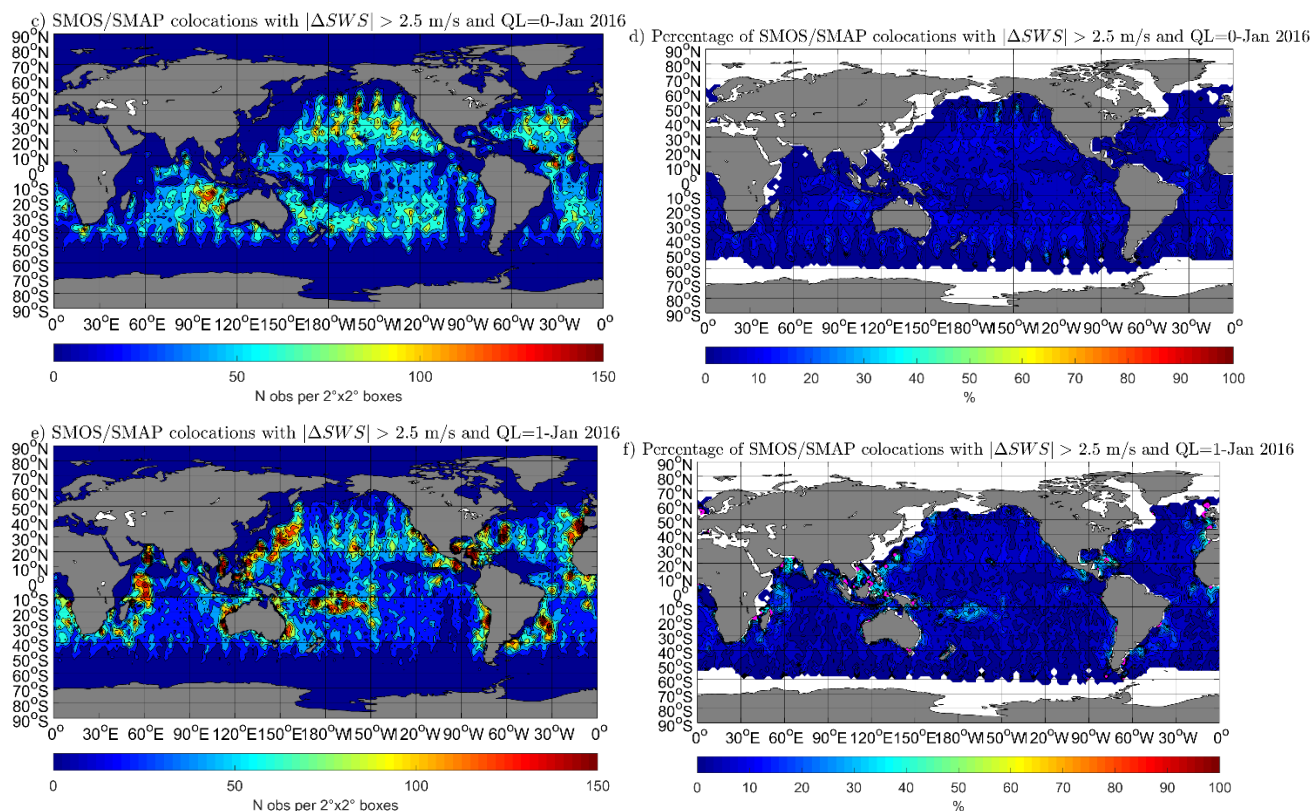 c) SMOS/SMAP colocations with |ΔSWS| > 2.5 m/s and QL=0-Jan 2016
90°N
80°N
70°N
60°N
50°N
40°N
30°N
20°N
10°N
0°
10°S
20°S
30°S
40°S
50°S
60°S
70°S
80°S
90°S
0° 30°E 60°E 90°E 120°E 150°E 180°W 150°W 120°W 90°W 60°W 30°W 0°
0 50 100 150
N obs per 2°x2° boxes
d) Percentage of SMOS/SMAP colocations with |ΔSWS| > 2.5 m/s and QL=0-Jan 2016
90°N
80°N
70°N
60°N
50°N
40°N
30°N
20°N
10°N
0°
10°S
20°S
30°S
40°S
50°S
60°S
70°S
80°S
90°S
0° 30°E 60°E 90°E 120°E 150°E 180°W 150°W 120°W 90°W 60°W 30°W 0°
0 10 20 30 40 50 60 70 80 90 100
%
e) SMOS/SMAP colocations with |ΔSWS| > 2.5 m/s and QL=1-Jan 2016
90°N
80°N
70°N
60°N
50°N
40°N
30°N
20°N
10°N
0°
10°S
20°S
30°S
40°S
50°S
60°S
70°S
80°S
90°S
0° 30°E 60°E 90°E 120°E 150°E 180°W 150°W 120°W 90°W 60°W 30°W 0°
0 50 100 150
N obs per 2°x2° boxes
f) Percentage of SMOS/SMAP colocations with |ΔSWS| > 2.5 m/s and QL=1-Jan 2016
90°N
80°N
70°N
60°N
50°N
40°N
30°N
20°N
10°N
0°
10°S
20°S
30°S
40°S
50°S
60°S
70°S
80°S
90°S
0° 30°E 60°E 90°E 120°E 150°E 180°W 150°W 120°W 90°W 60°W 30°W 0°
0 10 20 30 40 50 60 70 80 90 100
%